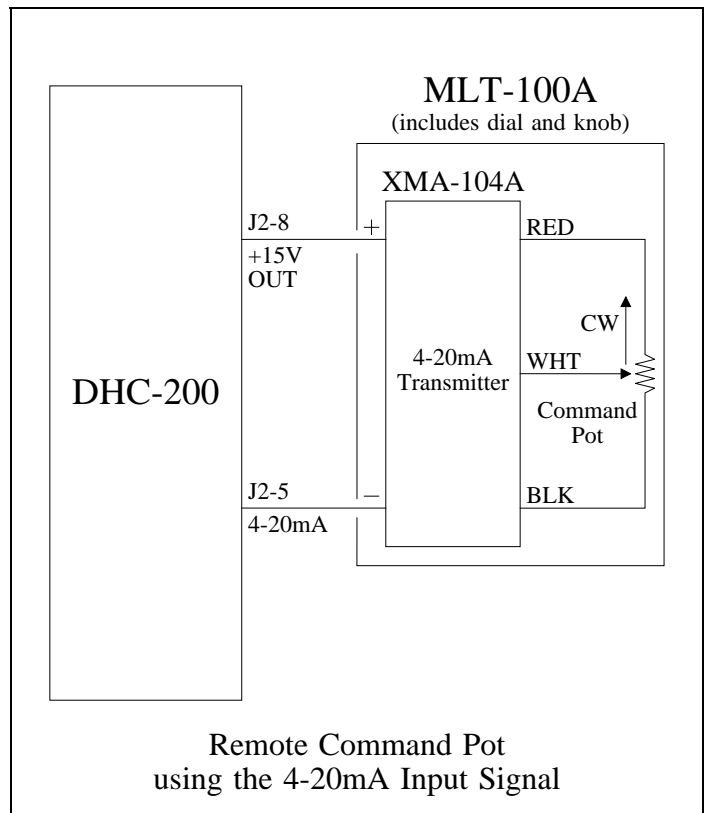 MLT-100A
(includes dial and knob)
XMA-104A
J2-8
+
RED
+15V
OUT
CW
4-20mA
Transmitter
WHT
DHC-200
Command
Pot
J2-5
−
BLK
4-20mA
Remote Command Pot
using the 4-20mA Input Signal